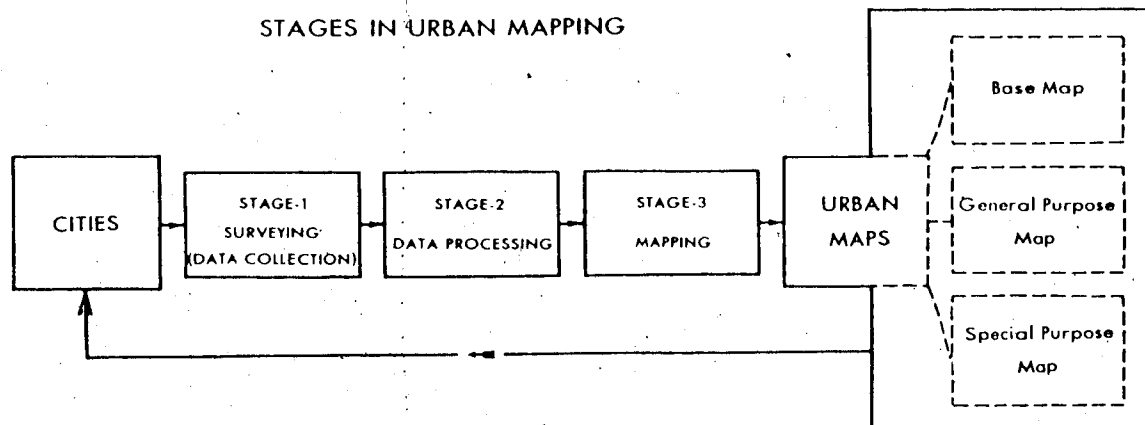 STAGES IN URBAN MAPPING
CITIES
STAGE-1
SURVEYING
(DATA COLLECTION)
STAGE-2
DATA PROCESSING
STAGE-3
MAPPING
URBAN
MAPS
Base Map
General Purpose
Map
Special Purpose
Map